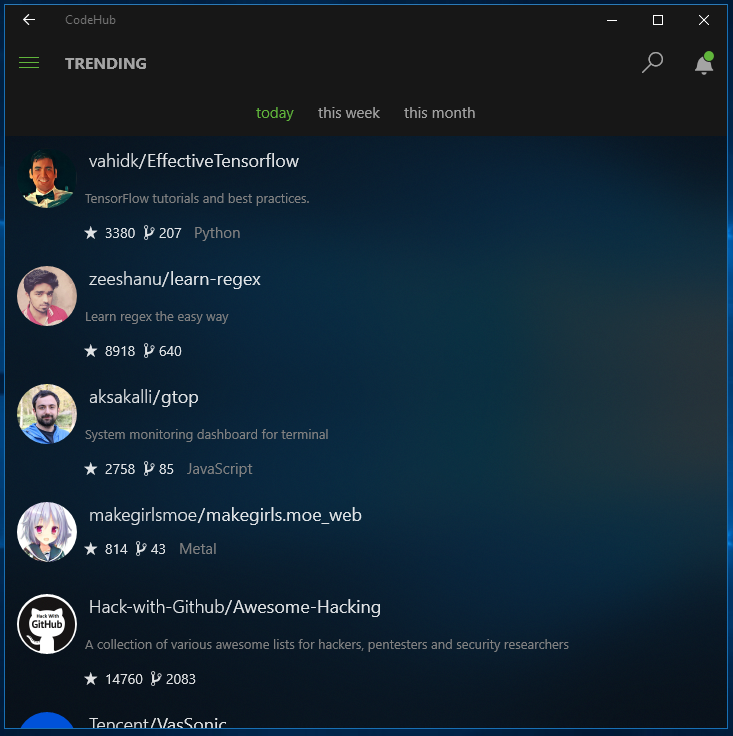 CodeHub
TRENDING
today this week this month
vahidk/EffectiveTensorflow
TensorFlow tutorials and best practices.
3380 207 Python
zeeshanu/learn-regex
Learn regex the easy way
8918 640
aksakalli/gtop
System monitoring dashboard for terminal
2758 85 JavaScript
makegirlsmoe/makegirls.moe_web
814 43 Metal
Hack With
GitHub
Hack-with-Github/Awesome-Hacking
A collection of various awesome lists for hackers, pentesters and security researchers
14760 2083
Tencent/VasSonic